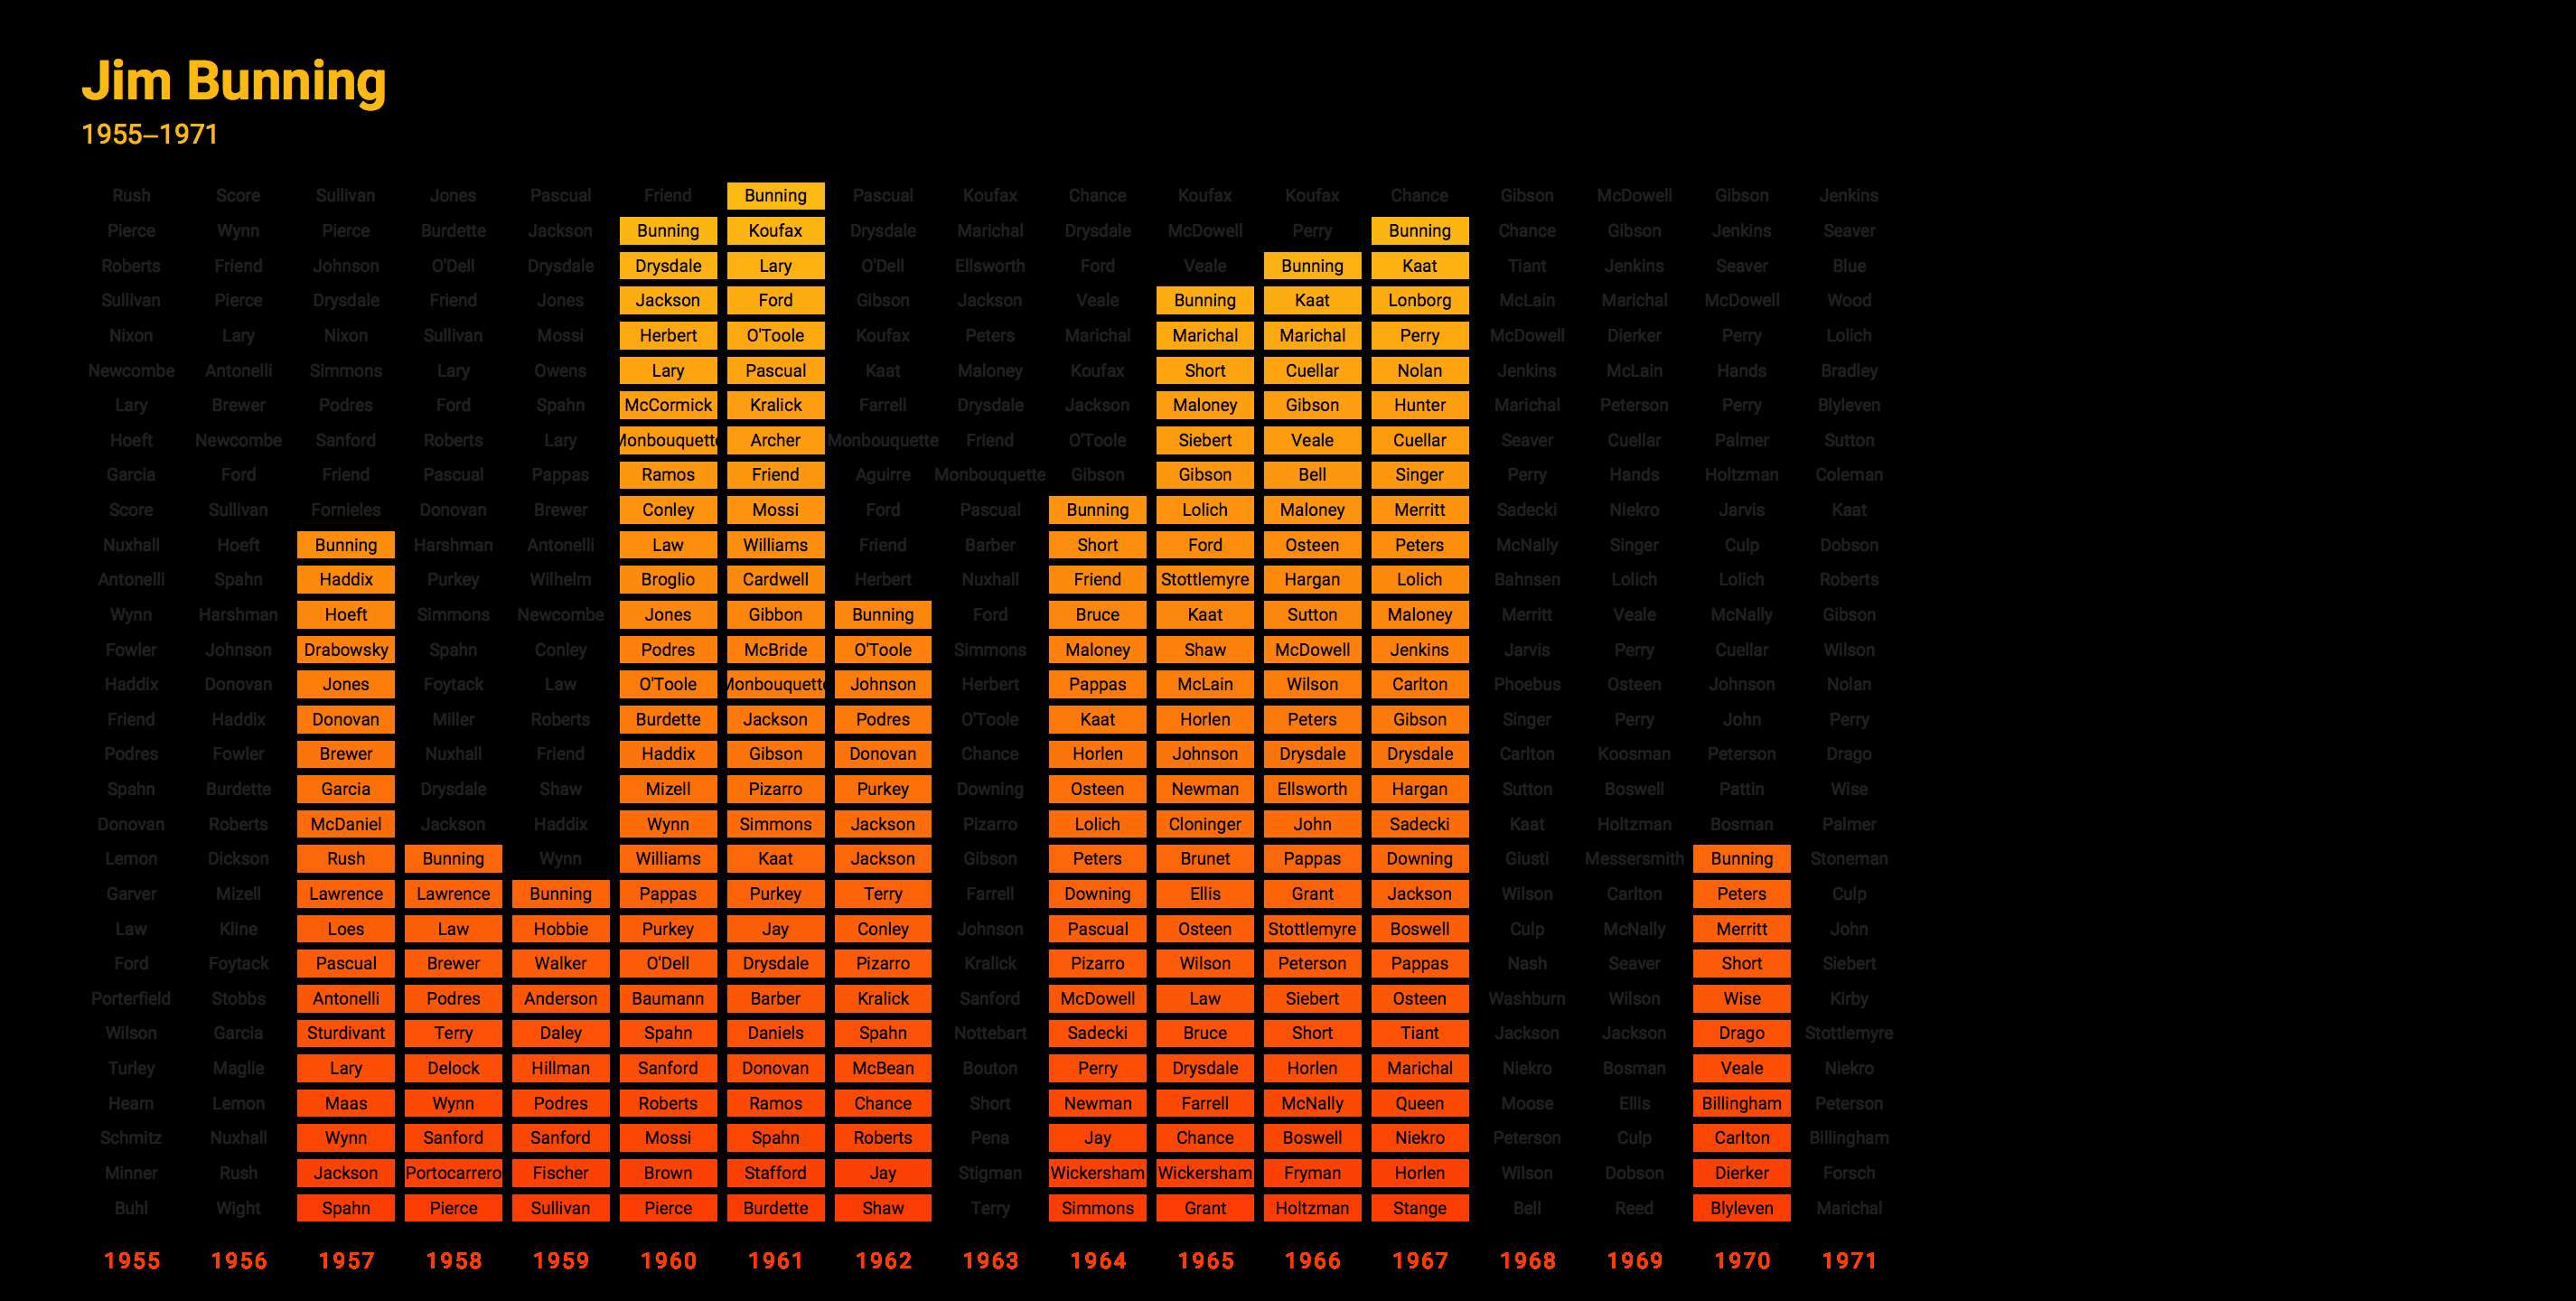 Jim Bunning
1955–1971
Rush Score Sullivan Jones Pascual Friend Bunning Pascual Koufax Chance Koufax Koufax Chance Gibson McDowell Gibson Jenkins
Pierce Wynn Pierce Burdette Jackson Bunning Koufax Drysdale Marichal Drysdale McDowell Perry Bunning Chance Gibson Jenkins Seaver
Roberts Friend Johnson O'Dell Drysdale Drysdale Lary O'Dell Ellsworth Ford Veale Bunning Kaat Tiant Jenkins Seaver Blue
Sullivan Pierce Drysdale Friend Jones Jackson Ford Gibson Jackson Veale Bunning Kaat Lonborg McLain Marichal McDowell Wood
Nixon Lary Nixon Sullivan Mossi Herbert O'Toole Koufax Peters Marichal Marichal Marichal Perry McDowell Dierker Perry Lolich
Newcombe Antonelli Simmons Lary Owens Lary Pascual Kaat Maloney Koufax Short Cuellar Nolan Jenkins McLain Hands Bradley
Lary Brewer Podres Ford Spahn McCormick Kralick Farrell Drysdale Jackson Maloney Gibson Hunter Marichal Peterson Perry Blyleven
Hoeft Newcombe Sanford Roberts Lary Monbouquette Archer Monbouquette Friend O'Toole Siebert Veale Cuellar Seaver Cuellar Palmer Sutton
Garcia Ford Friend Pascual Pappas Ramos Friend Aguirre Monbouquette Gibson Gibson Bell Singer Perry Hands Holtzman Coleman
Score Sullivan Fornieles Donovan Brewer Conley Mossi Ford Pascual Bunning Lolich Maloney Merritt Sadecki Niekro Jarvis Kaat
Nuxhall Hoeft Bunning Harshman Antonelli Law Williams Friend Barber Short Ford Osteen Peters McNally Singer Culp Dobson
Antonelli Spahn Haddix Purkey Wilhelm Broglio Cardwell Herbert Nuxhall Friend Stottlemyre Hargan Lolich Bahnsen Lolich Lolich Roberts
Wynn Harshman Hoeft Simmons Newcombe Jones Gibbon Bunning Ford Bruce Kaat Sutton Maloney Merritt Veale McNally Gibson
Fowler Johnson Drabowsky Spahn Conley Podres McBride O'Toole Simmons Maloney Shaw McDowell Jenkins Jarvis Perry Cuellar Wilson
Haddix Donovan Jones Foytack Law O'Toole Monbouquette Johnson Herbert Pappas McLain Wilson Carlton Phoebus Osteen Johnson Nolan
Friend Haddix Donovan Miller Roberts Burdette Jackson Podres O'Toole Kaat Horlen Peters Gibson Singer Perry John Perry
Podres Fowler Brewer Nuxhall Friend Haddix Gibson Donovan Chance Horlen Johnson Drysdale Drysdale Carlton Koosman Peterson Drago
Spahn Burdette Garcia Drysdale Shaw Mizell Pizarro Purkey Downing Osteen Newman Ellsworth Hargan Sutton Boswell Pattin Wise
Donovan Roberts McDaniel Jackson Haddix Wynn Simmons Jackson Pizarro Lolich Cloninger John Sadecki Kaat Holtzman Bosman Palmer
Lemon Dickson Rush Bunning Wynn Williams Kaat Jackson Gibson Peters Brunet Pappas Downing Giusti Messersmith Bunning Stoneman
Garver Mizell Lawrence Lawrence Bunning Pappas Purkey Terry Farrell Downing Ellis Grant Jackson Wilson Carlton Peters Culp
Law Kline Loes Law Hobbie Purkey Jay Conley Johnson Pascual Osteen Stottlemyre Boswell Culp McNally Merritt John
Ford Foytack Pascual Brewer Walker O'Dell Drysdale Pizarro Kralick Pizarro Wilson Peterson Pappas Nash Seaver Short Siebert
Porterfield Stobbs Antonelli Podres Anderson Baumann Barber Kralick Sanford McDowell Law Siebert Osteen Washburn Wilson Wise Kirby
Wilson Garcia Sturdivant Terry Daley Spahn Daniels Spahn Nottebart Sadecki Bruce Short Tiant Jackson Jackson Drago Stottlemyre
Turley Maglie Lary Delock Hillman Sanford Donovan McBean Bouton Perry Drysdale Horlen Marichal Niekro Bosman Veale Niekro
Hearn Lemon Maas Wynn Podres Roberts Ramos Chance Short Newman Farrell McNally Queen Moose Ellis Billingham Peterson
Schmitz Nuxhall Wynn Sanford Sanford Mossi Spahn Roberts Pena Jay Chance Boswell Niekro Peterson Culp Carlton Billingham
Minner Rush Jackson Portocarrero Fischer Brown Stafford Jay Stigman Wickersham Wickersham Fryman Horlen Wilson Dobson Dierker Forsch
Buhl Wight Spahn Pierce Sullivan Pierce Burdette Shaw Terry Simmons Grant Holtzman Stange Bell Reed Blyleven Marichal
1955 1956 1957 1958 1959 1960 1961 1962 1963 1964 1965 1966 1967 1968 1969 1970 1971